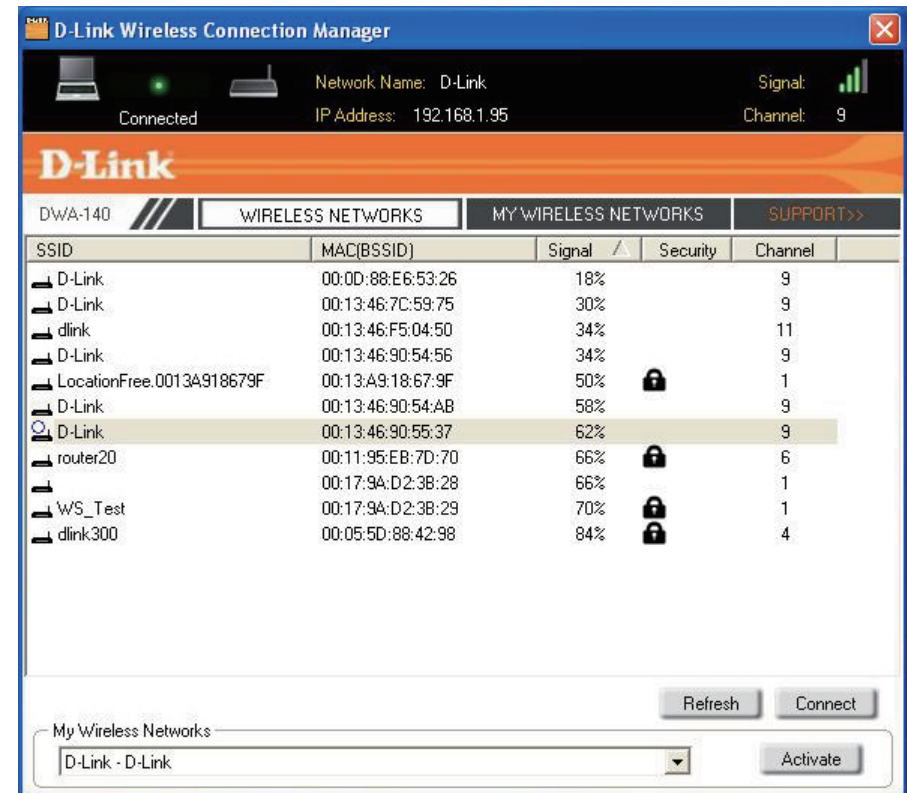 D-Link Wireless Connection Manager
Network Name: D-Link Signal:
Connected IP Address: 192.168.1.95 Channel: 9
D-Link
DWA-140 WIRELESS NETWORKS MY WIRELESS NETWORKS SUPPORT>>
SSID MAC(BSSID) Signal Security Channel
D-Link 00:0D:88:E6:53:26 18% 9
D-Link 00:13:46:7C:59:75 30% 9
dlink 00:13:46:F5:04:50 34% 11
D-Link 00:13:46:90:54:56 34% 9
LocationFree.0013A918679F 00:13:A9:18:67:9F 50% 1
D-Link 00:13:46:90:54:AB 58% 9
D-Link 00:13:46:90:55:37 62% 9
router20 00:11:95:EB:7D:70 66% 6
00:17:9A:D2:3B:28 66% 1
WS_Test 00:17:9A:D2:3B:29 70% 1
dlink300 00:05:5D:88:42:98 84% 4
Refresh Connect
My Wireless Networks
D-Link - D-Link Activate